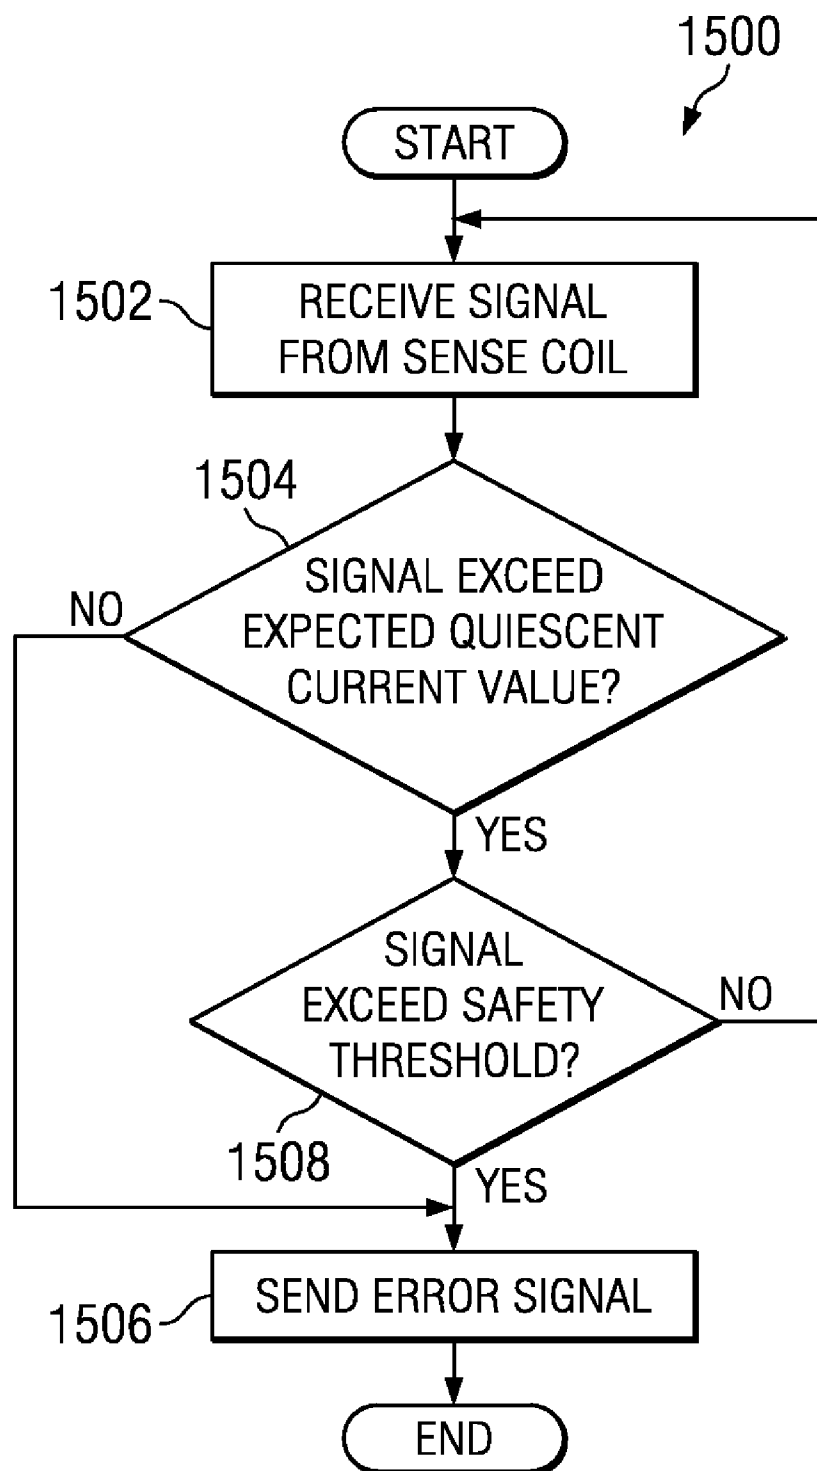 1500
START
1502
RECEIVE SIGNAL
FROM SENSE COIL
1504
SIGNAL EXCEED
EXPECTED QUIESCENT
CURRENT VALUE?
NO
YES
SIGNAL
EXCEED SAFETY
THRESHOLD?
NO
1508
YES
1506
SEND ERROR SIGNAL
END